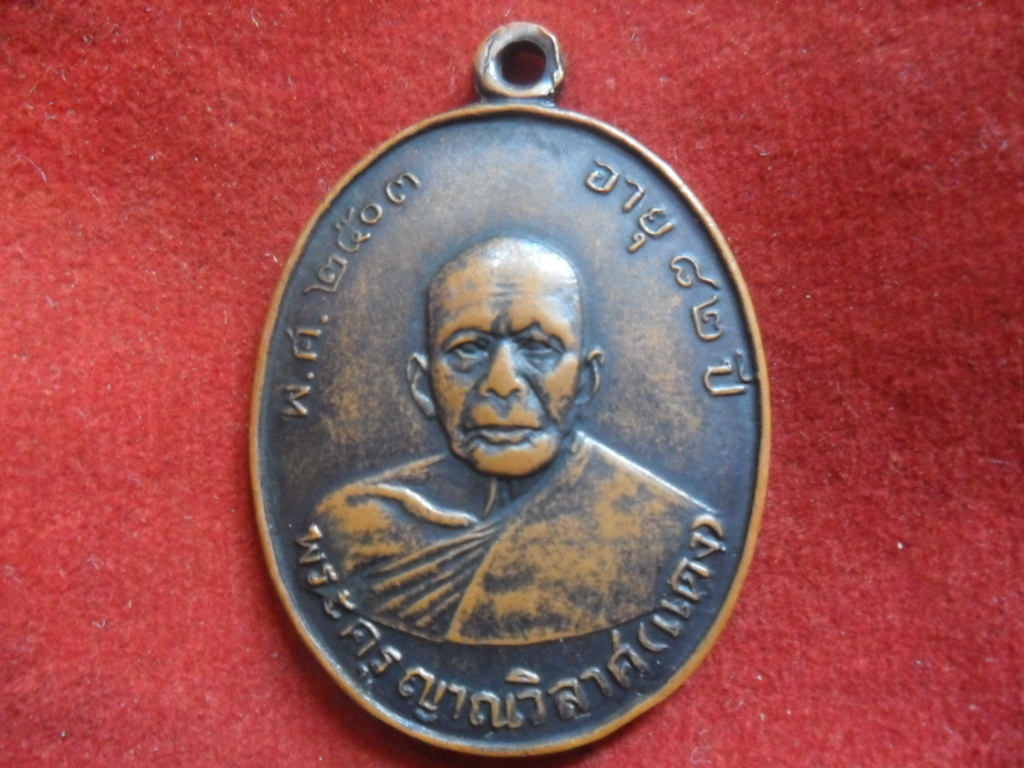 พ.ศ. ๒๕๐๓
อายุ ๘๒ ปี
พระครูญาณวิลาศ(แดง)